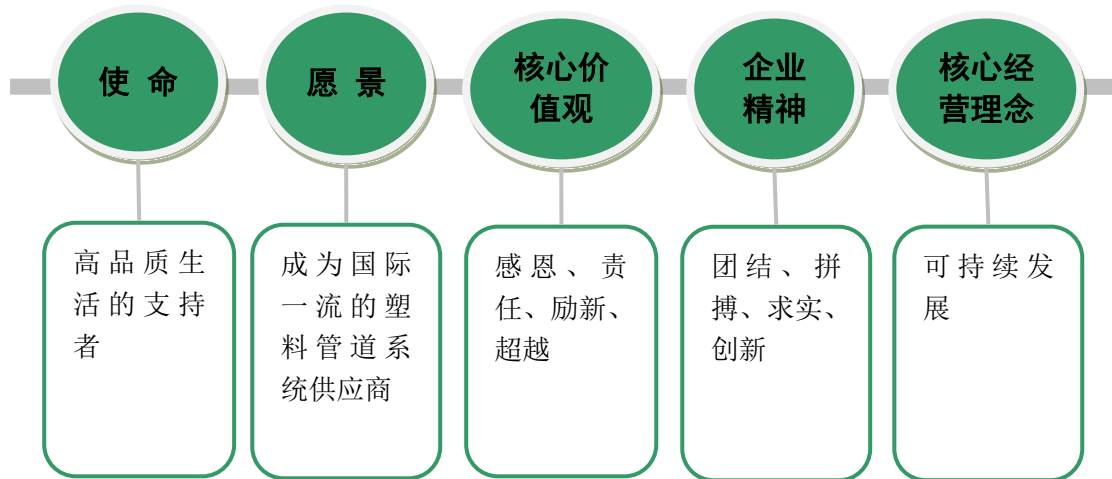 使 命
愿 景
核心价
值观
企业
精神
核心经
营理念
高品质生
活的支持
者
成为国际
一流的塑
料管道系
统供应商
感恩、责
任、励新、
超越
团结、拼
搏、求实、
创新
可持续发
展